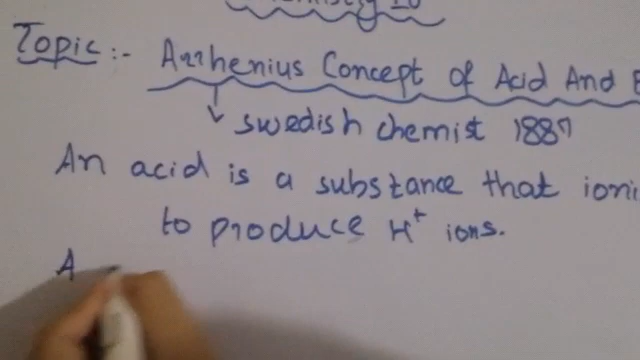 Topic:- Arrhenius Concept of Acid And
Swedish chemist 1887
An acid is a substance that ioni
to produce H+ ions.
A